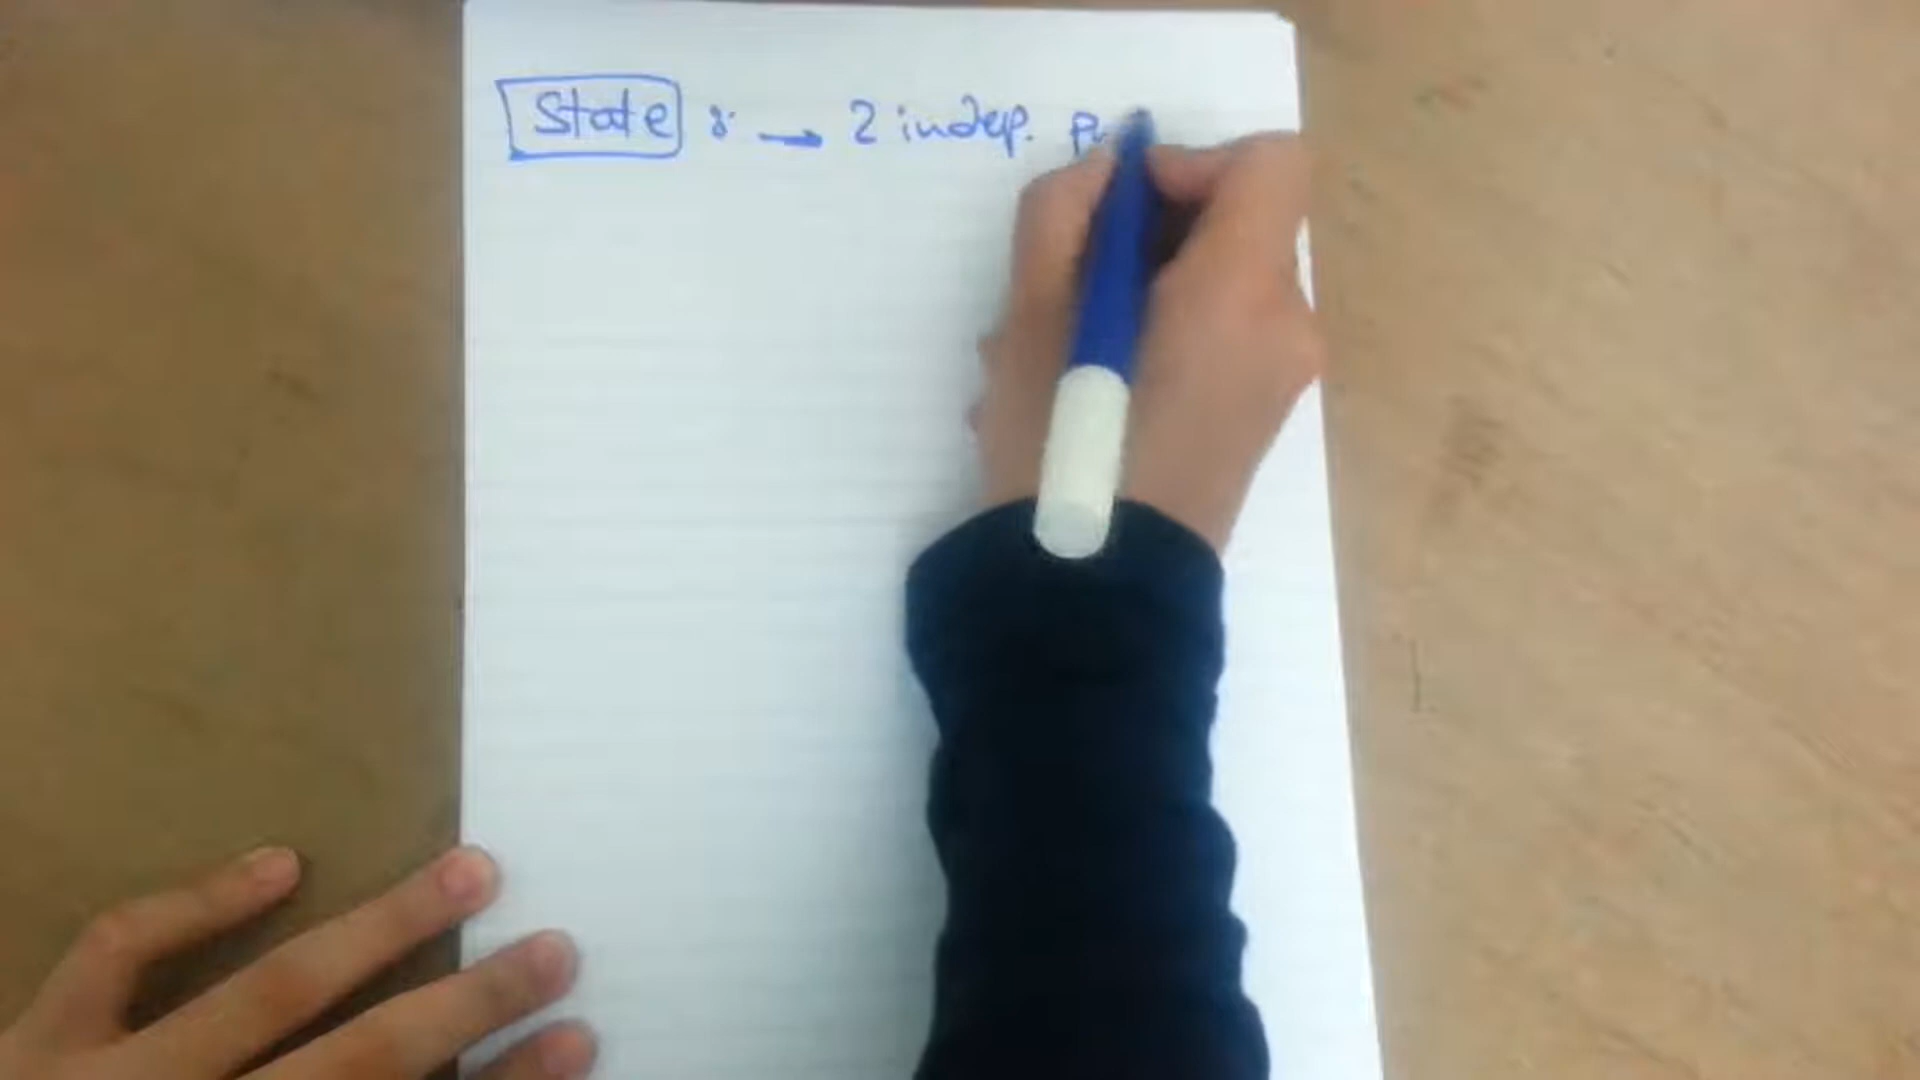 State : → 2 indep.